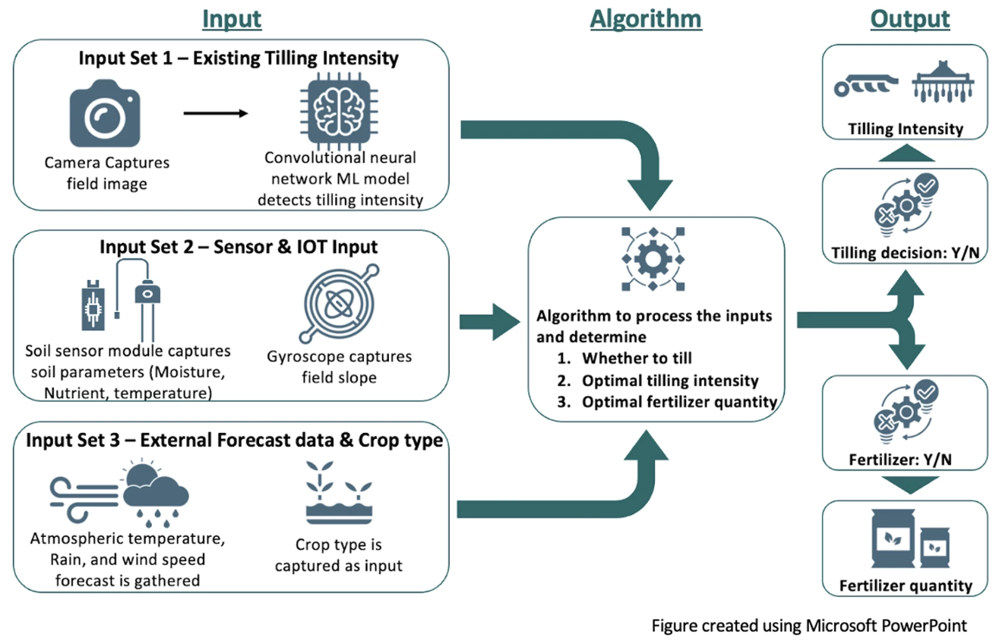 Input
Algorithm
Output
Input Set 1 – Existing Tilling Intensity
Camera Captures
field image
Convolutional neural
network ML model
detects tilling intensity
Input Set 2 – Sensor & IOT Input
Soil sensor module captures
soil parameters (Moisture,
Nutrient, temperature)
Gyroscope captures
field slope
Input Set 3 – External Forecast data & Crop type
Atmospheric temperature,
Rain, and wind speed
forecast is gathered
Crop type is
captured as input
Algorithm to process the inputs
and determine
1. Whether to till
2. Optimal tilling intensity
3. Optimal fertilizer quantity
Tilling Intensity
Tilling decision: Y/N
Fertilizer: Y/N
Fertilizer quantity
Figure created using Microsoft PowerPoint